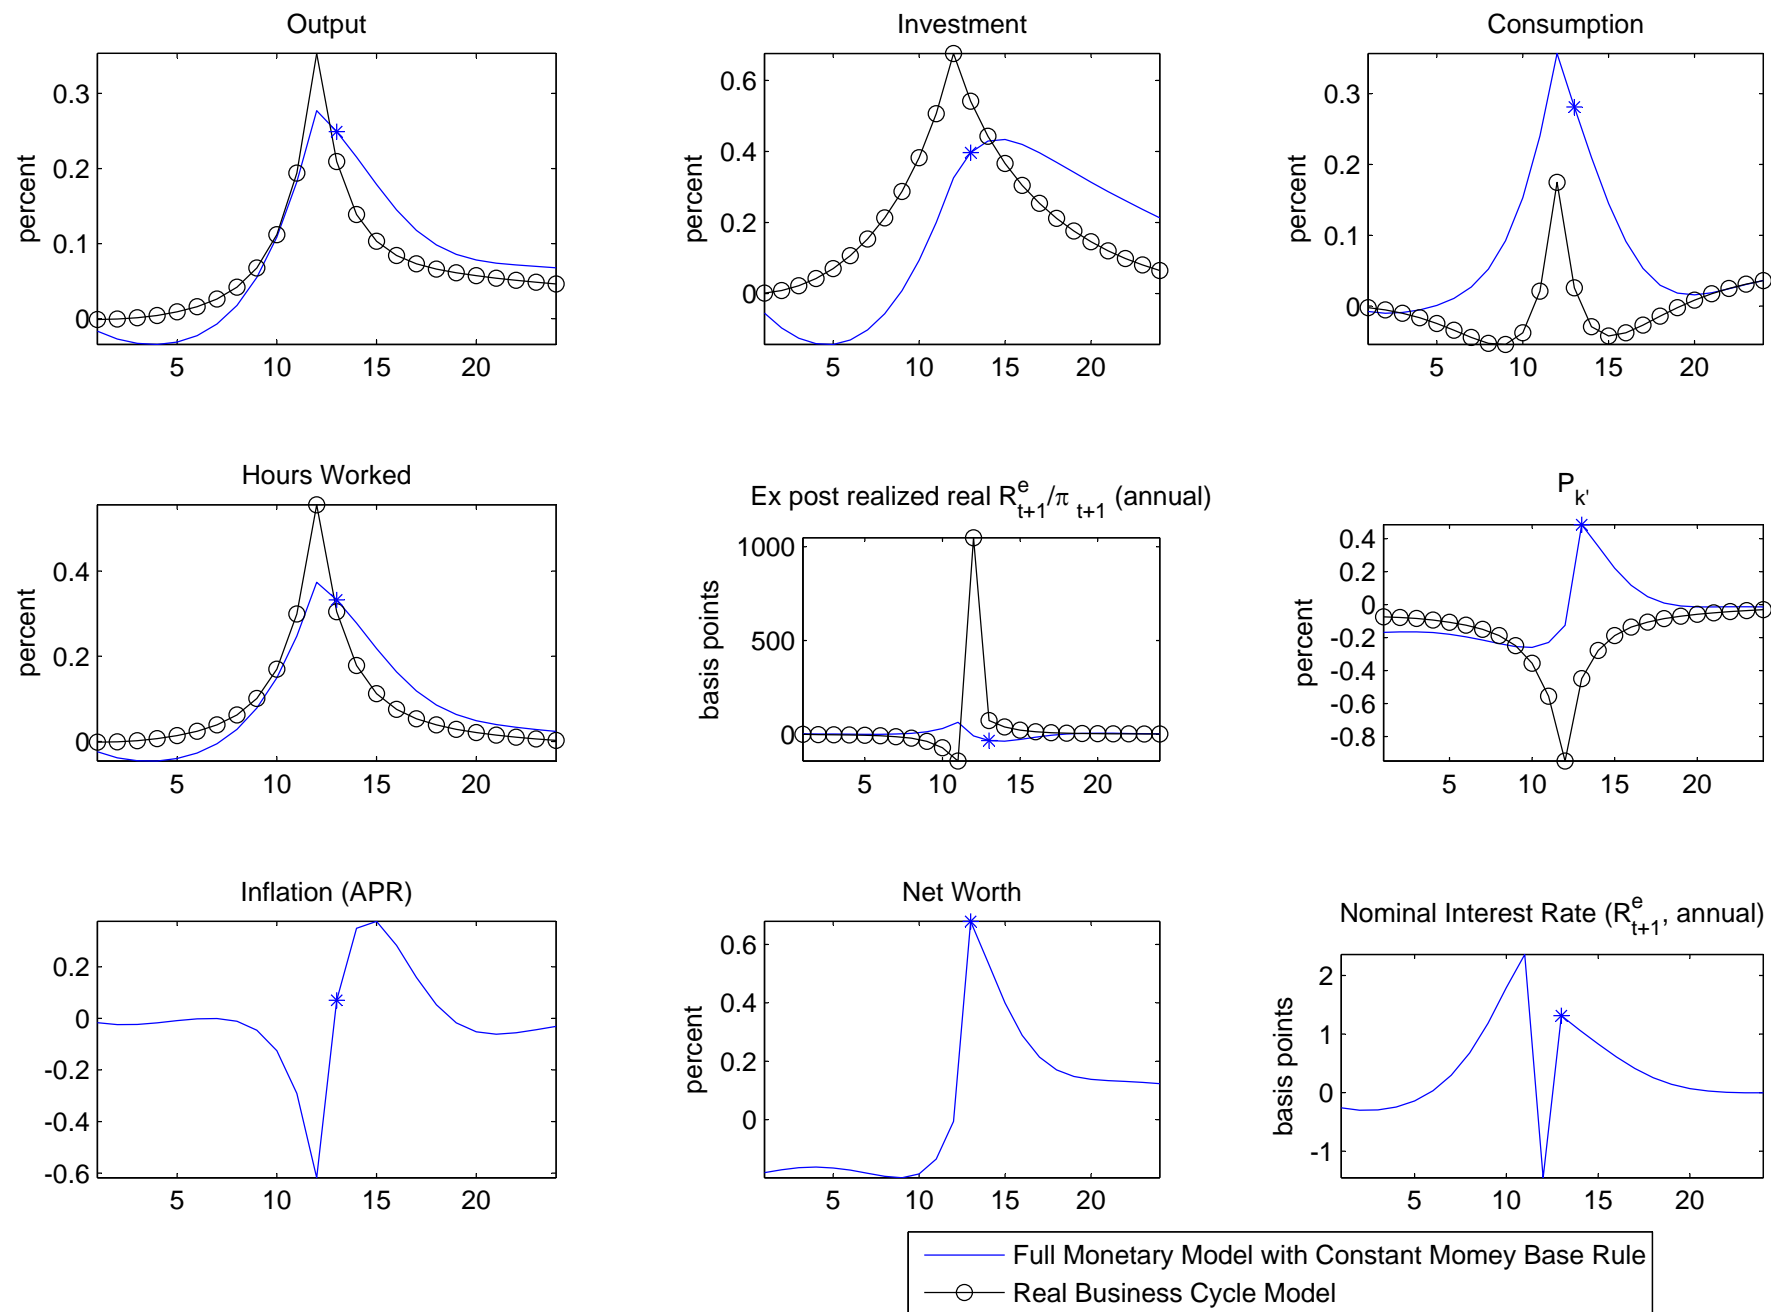 Output
percent
0.3
0.2
0.1
0
5 10 15 20
Investment
percent
0.6
0.4
0.2
0
5 10 15 20
Consumption
percent
0.3
0.2
0.1
0
5 10 15 20
Hours Worked
percent
0.4
0.2
0
5 10 15 20
Ex post realized real R^e_{t+1}/π_{t+1} (annual)
basis points
1000
500
0
5 10 15 20
P_{k'}
percent
0.4
0.2
0
-0.2
-0.4
-0.6
-0.8
5 10 15 20
Inflation (APR)
0.2
0
-0.2
-0.4
-0.6
5 10 15 20
Net Worth
percent
0.6
0.4
0.2
0
5 10 15 20
Nominal Interest Rate (R^e_{t+1}, annual)
basis points
2
1
0
-1
5 10 15 20
Full Monetary Model with Constant Momey Base Rule
Real Business Cycle Model